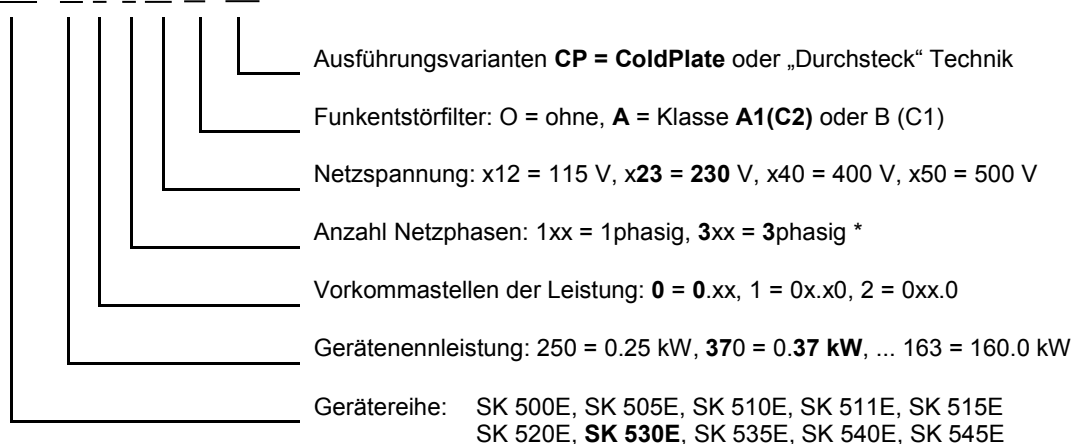 Ausführungsvarianten CP = ColdPlate oder „Durchsteck“ Technik
Funkentstörfilter: O = ohne, A = Klasse A1(C2) oder B (C1)
Netzspannung: x12 = 115 V, x23 = 230 V, x40 = 400 V, x50 = 500 V
Anzahl Netzphasen: 1xx = 1phasig, 3xx = 3phasig *
Vorkommastellen der Leistung: 0 = 0.xx, 1 = 0x.x0, 2 = 0xx.0
Gerätenennleistung: 250 = 0.25 kW, 370 = 0.37 kW, ... 163 = 160.0 kW
Gerätereihe: SK 500E, SK 505E, SK 510E, SK 511E, SK 515E
SK 520E, SK 530E, SK 535E, SK 540E, SK 545E